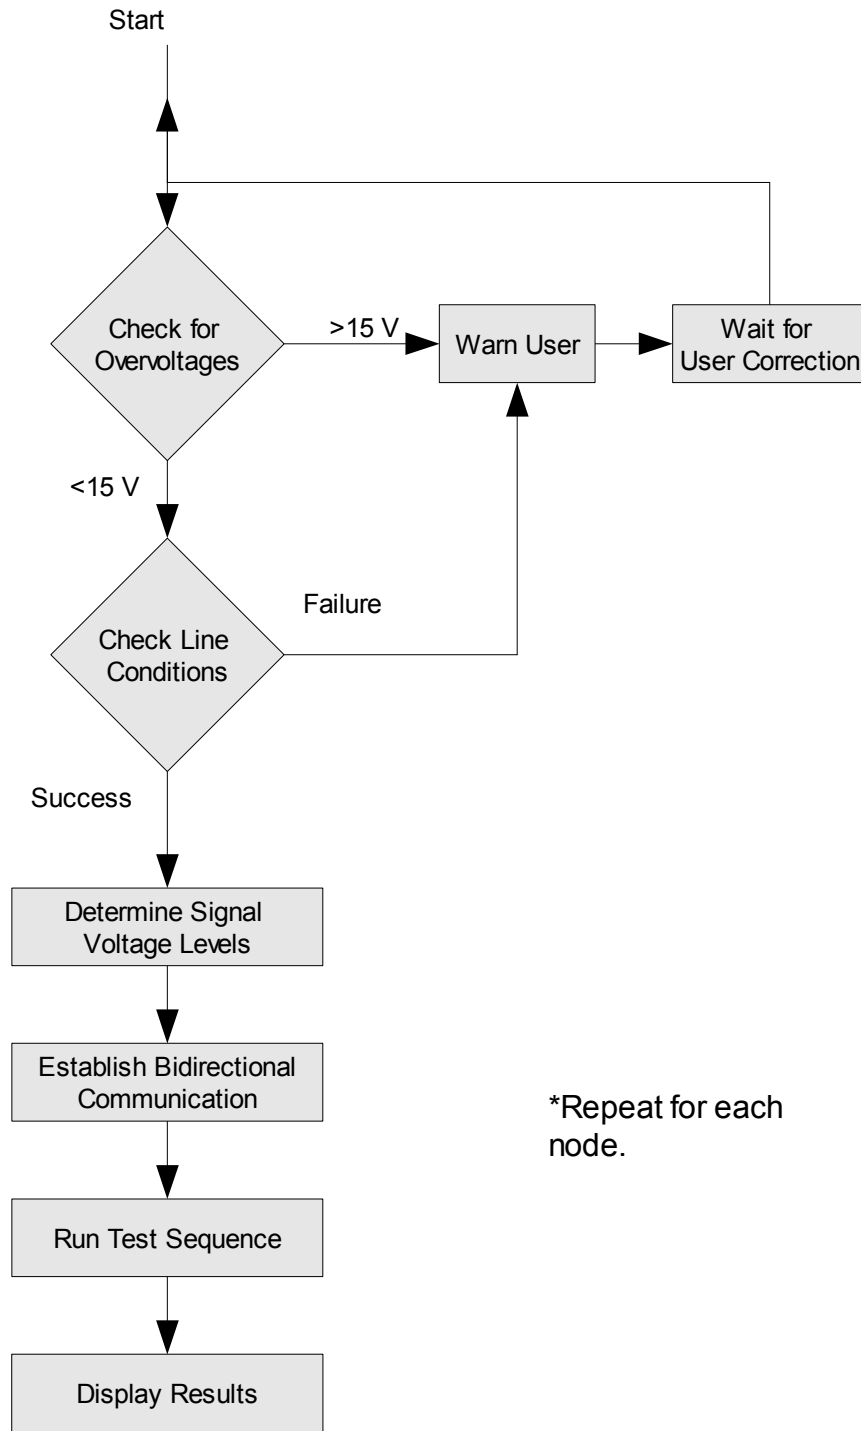 Start
Check for
Overvoltages
>15 V
Warn User
Wait for
User Correction
<15 V
Check Line
Conditions
Failure
Success
Determine Signal
Voltage Levels
Establish Bidirectional
Communication
*Repeat for each
node.
Run Test Sequence
Display Results